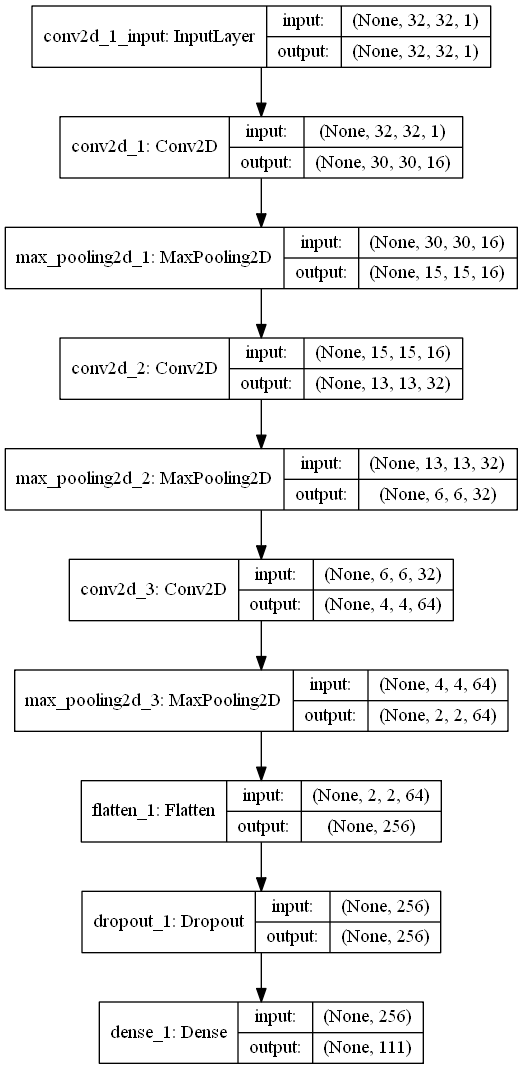 conv2d_1_input: InputLayer
input: (None, 32, 32, 1)
output: (None, 32, 32, 1)
conv2d_1: Conv2D
input: (None, 32, 32, 1)
output: (None, 30, 30, 16)
max_pooling2d_1: MaxPooling2D
input: (None, 30, 30, 16)
output: (None, 15, 15, 16)
conv2d_2: Conv2D
input: (None, 15, 15, 16)
output: (None, 13, 13, 32)
max_pooling2d_2: MaxPooling2D
input: (None, 13, 13, 32)
output: (None, 6, 6, 32)
conv2d_3: Conv2D
input: (None, 6, 6, 32)
output: (None, 4, 4, 64)
max_pooling2d_3: MaxPooling2D
input: (None, 4, 4, 64)
output: (None, 2, 2, 64)
flatten_1: Flatten
input: (None, 2, 2, 64)
output: (None, 256)
dropout_1: Dropout
input: (None, 256)
output: (None, 256)
dense_1: Dense
input: (None, 256)
output: (None, 111)